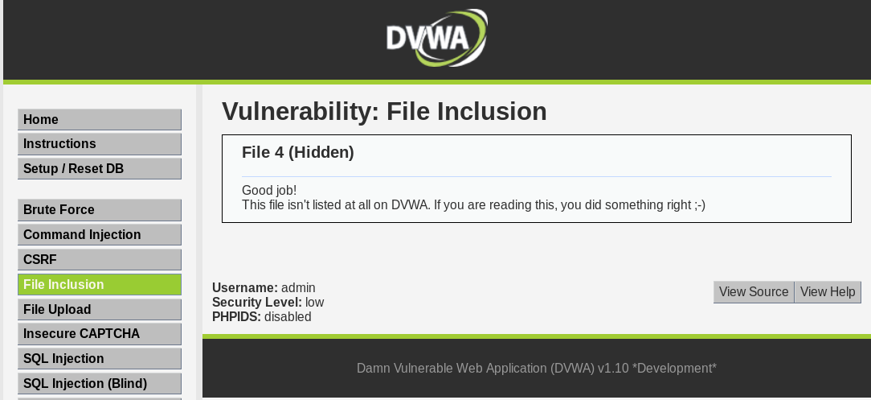 DVWA
Home
Instructions
Setup / Reset DB
Brute Force
Command Injection
CSRF
File Inclusion
File Upload
Insecure CAPTCHA
SQL Injection
SQL Injection (Blind)
Vulnerability: File Inclusion
File 4 (Hidden)
Good job!
This file isn't listed at all on DVWA. If you are reading this, you did something right ;-)
Username: admin
Security Level: low
PHPIDS: disabled
View Source View Help
Damn Vulnerable Web Application (DVWA) v1.10 *Development*